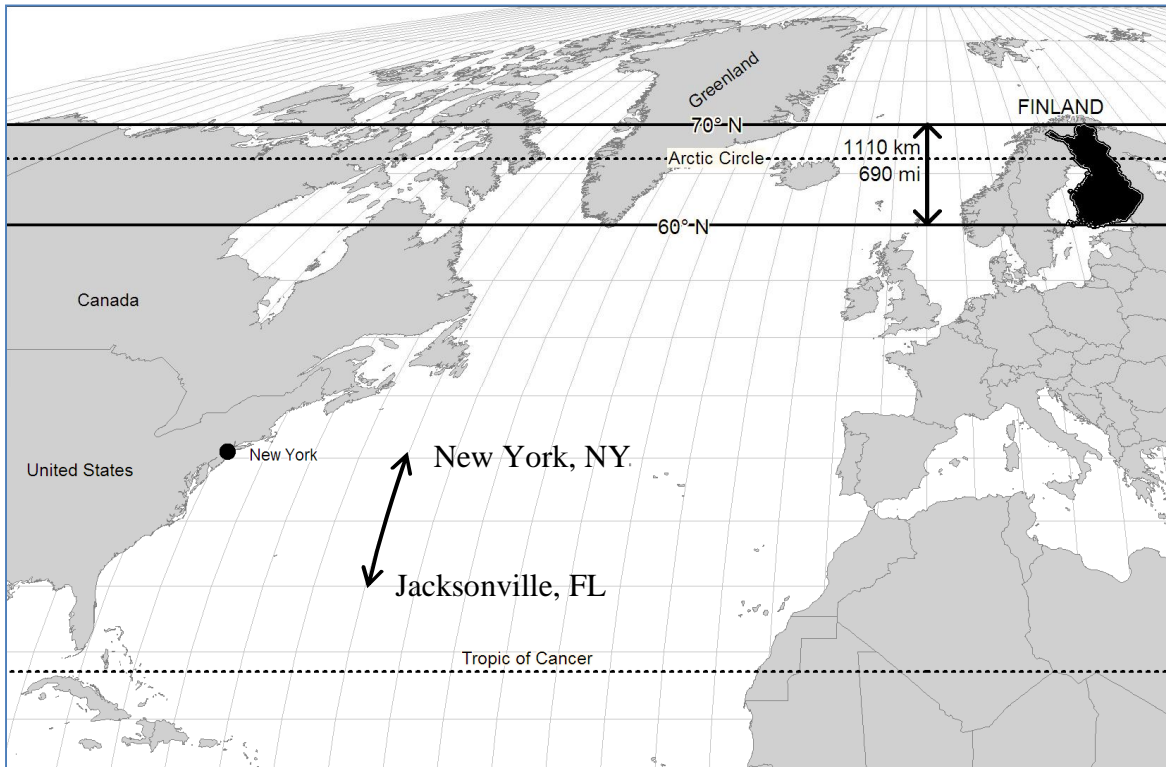 Greenland
FINLAND
70° N
1110 km
Arctic Circle
690 mi
60° N
Canada
New York
New York, NY
United States
Jacksonville, FL
Tropic of Cancer